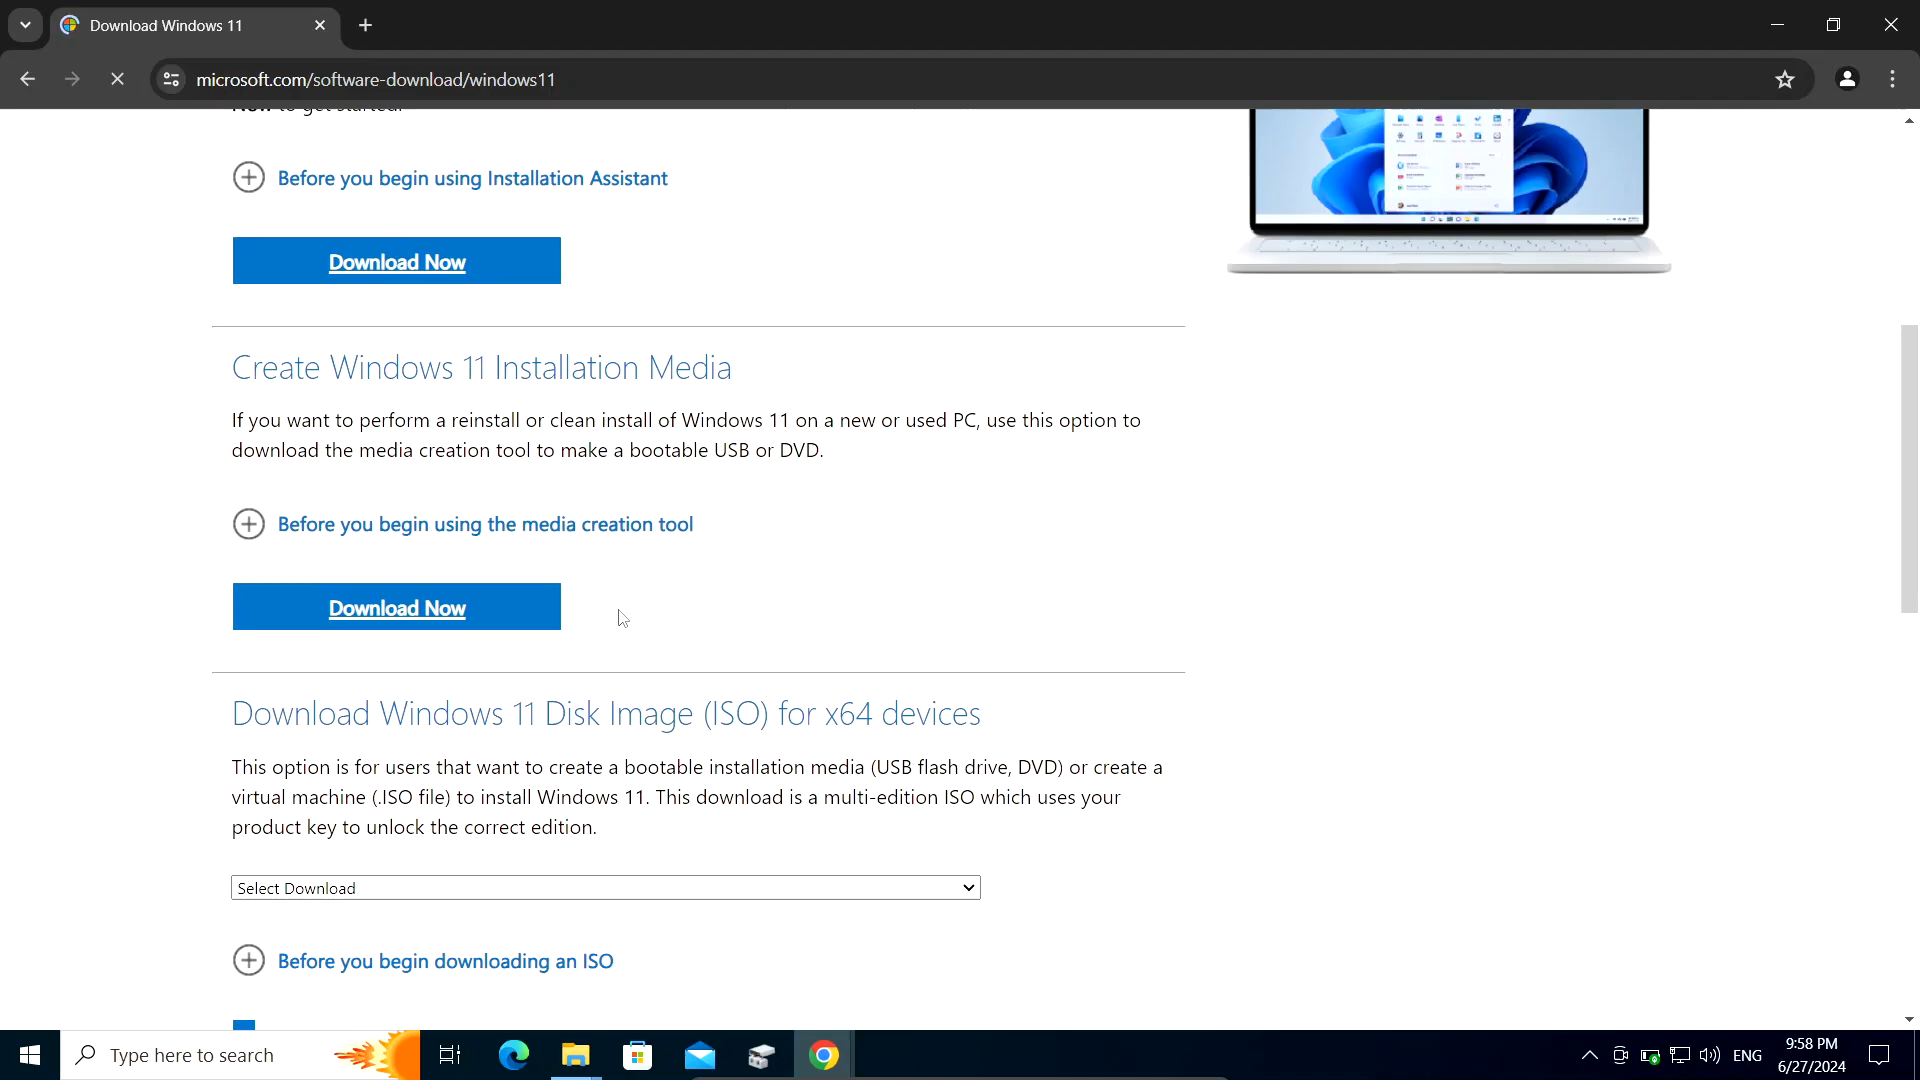 Download Windows 11
microsoft.com/software-download/windows11
Now to get started.
Before you begin using Installation Assistant
Download Now
Create Windows 11 Installation Media
If you want to perform a reinstall or clean install of Windows 11 on a new or used PC, use this option to
download the media creation tool to make a bootable USB or DVD.
Before you begin using the media creation tool
Download Now
Download Windows 11 Disk Image (ISO) for x64 devices
This option is for users that want to create a bootable installation media (USB flash drive, DVD) or create a
virtual machine (.ISO file) to install Windows 11. This download is a multi-edition ISO which uses your
product key to unlock the correct edition.
Select Download
Before you begin downloading an ISO
Type here to search
ENG
9:58 PM
6/27/2024